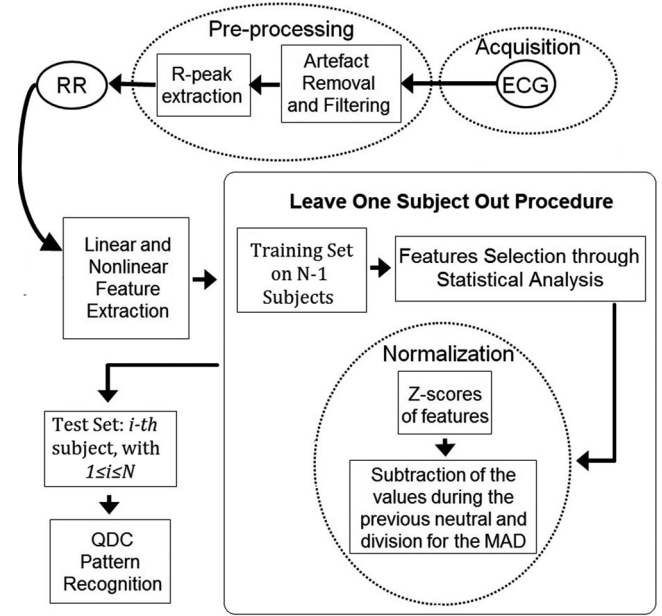 Pre-processing
Acquisition
ECG
Artefact
Removal
and Filtering
R-peak
extraction
RR
Linear and
Nonlinear
Feature
Extraction
Leave One Subject Out Procedure
Training Set
on N-1
Subjects
Features Selection through
Statistical Analysis
Normalization
Z-scores
of features
Subtraction of the
values during the
previous neutral and
division for the MAD
Test Set: i-th
subject, with
1≤i≤N
QDC
Pattern
Recognition